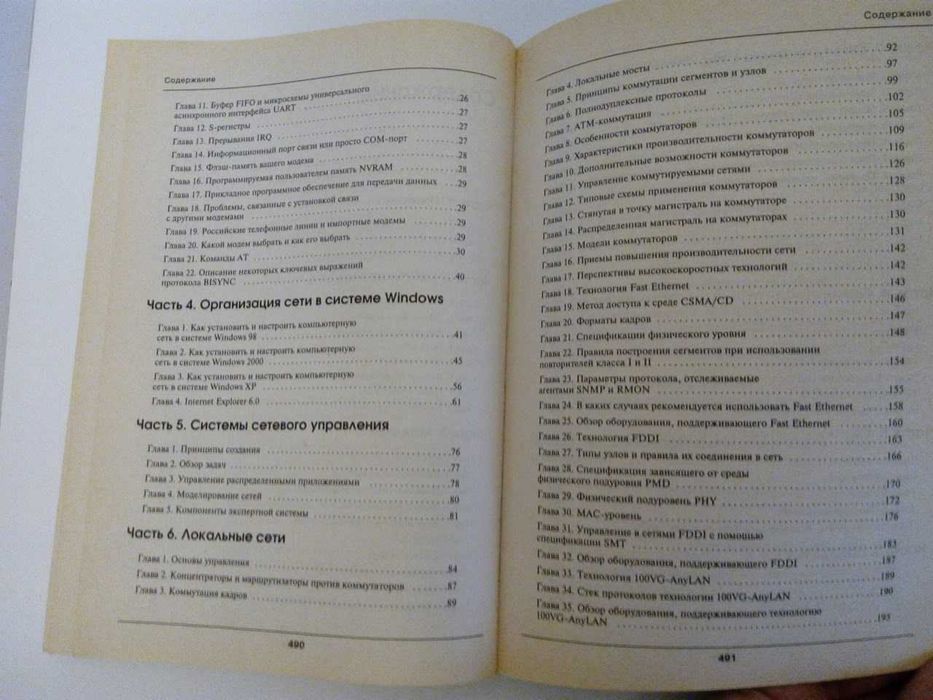 Содержание
Глава 11. Буфер FIFO и микросхемы универсального
асинхронного интерфейса UART 26
Глава 12. S-регистры 27
Глава 13. Прерывания IRQ 27
Глава 14. Информационный порт связи или просто COM-порт 27
Глава 15. Флэш-память вашего модема 28
Глава 16. Программируемая пользователем память NVRAM 28
Глава 17. Прикладное программное обеспечение для передачи данных 29
Глава 18. Проблемы, связанные с установкой связи
с другими модемами 29
Глава 19. Российские телефонные линии и импортные модемы 29
Глава 20. Какой модем выбрать и как его выбрать 29
Глава 21. Команды AT 30
Глава 22. Описание некоторых ключевых выражений
протокола BISYNC 40
Часть 4. Организация сети в системе Windows
Глава 1. Как установить и настроить компьютерную
сеть в системе Windows 98 41
Глава 2. Как установить и настроить компьютерную
сеть в системе Windows 2000 45
Глава 3. Как установить и настроить компьютерную
сеть в системе Windows XP 56
Глава 4. Internet Explorer 6.0 61
Часть 5. Системы сетевого управления
Глава 1. Принципы создания 76
Глава 2. Обзор задач 77
Глава 3. Управление распределенными приложениями 78
Глава 4. Моделирование сетей 80
Глава 5. Компоненты экспертной системы 81
Часть 6. Локальные сети
Глава 1. Основы управления 84
Глава 2. Концентраторы и маршрутизаторы против коммутаторов 87
Глава 3. Коммутация кадров 89
490
Содержание
Глава 4. Локальные мосты 92
Глава 5. Принципы коммутации сегментов и узлов 97
Глава 6. Полнодуплексные протоколы 99
Глава 7. ATM-коммутация 102
Глава 8. Особенности коммутаторов 105
Глава 9. Характеристики производительности коммутаторов 109
Глава 10. Дополнительные возможности коммутаторов 116
Глава 11. Управление коммутируемыми сетями 126
Глава 12. Типовые схемы применения коммутаторов 128
Глава 13. Стянутая в точку магистраль на коммутаторе 130
Глава 14. Распределенная магистраль на коммутаторах 130
Глава 15. Модели коммутаторов 131
Глава 16. Приемы повышения производительности сети 142
Глава 17. Перспективы высокоскоростных технологий 142
Глава 18. Технология Fast Ethernet 143
Глава 19. Метод доступа к среде CSMA/CD 146
Глава 20. Форматы кадров 147
Глава 21. Спецификации физического уровня 148
Глава 22. Правила построения сегментов при использовании
повторителей класса I и II 154
Глава 23. Параметры протокола, отслеживаемые
агентами SNMP и RMON 155
Глава 24. В каких случаях рекомендуется использовать Fast Ethernet 158
Глава 25. Обзор оборудования, поддерживающего Fast Ethernet 160
Глава 26. Технология FDDI 163
Глава 27. Типы узлов и правила их соединения в сеть 166
Глава 28. Спецификация зависящего от среды
физического подуровня PMD 170
Глава 29. Физический подуровень PHY 172
Глава 30. MAC-уровень 176
Глава 31. Управление в сетями FDDI с помощью
спецификации SMT 183
Глава 32. Обзор оборудования, поддерживающего FDDI 187
Глава 33. Технология 100VG-AnyLAN 189
Глава 34. Стек протоколов технологии 100VG-AnyLAN 190
Глава 35. Обзор оборудования, поддерживающего технологию
100VG-AnyLAN 195
491